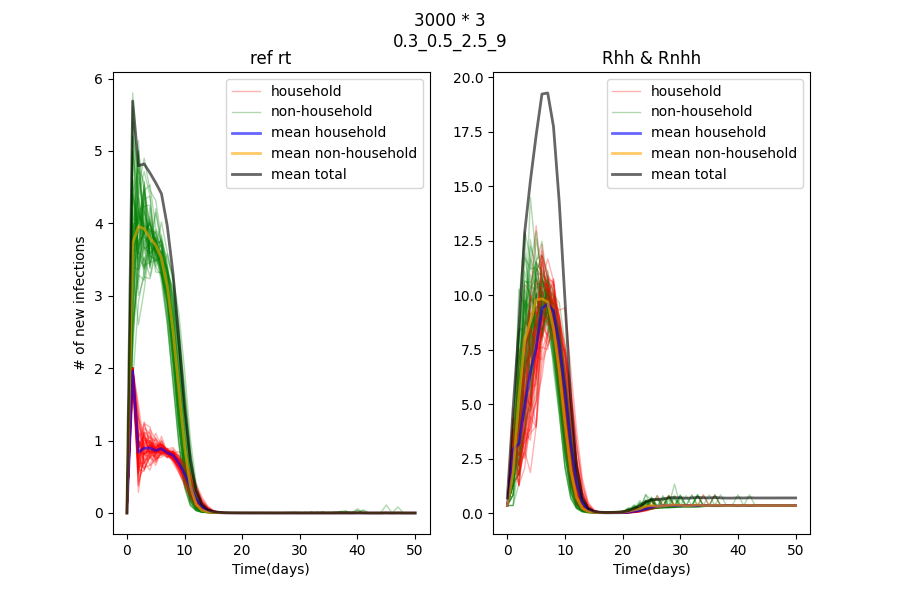 3000 * 3
0.3_0.5_2.5_9
ref rt
6
5
4
3
2
1
0
# of new infections
0 10 20 30 40 50
Time(days)
household
non-household
mean household
mean non-household
mean total
Rhh & Rnhh
20.0
17.5
15.0
12.5
10.0
7.5
5.0
2.5
0.0
0 10 20 30 40 50
Time(days)
household
non-household
mean household
mean non-household
mean total